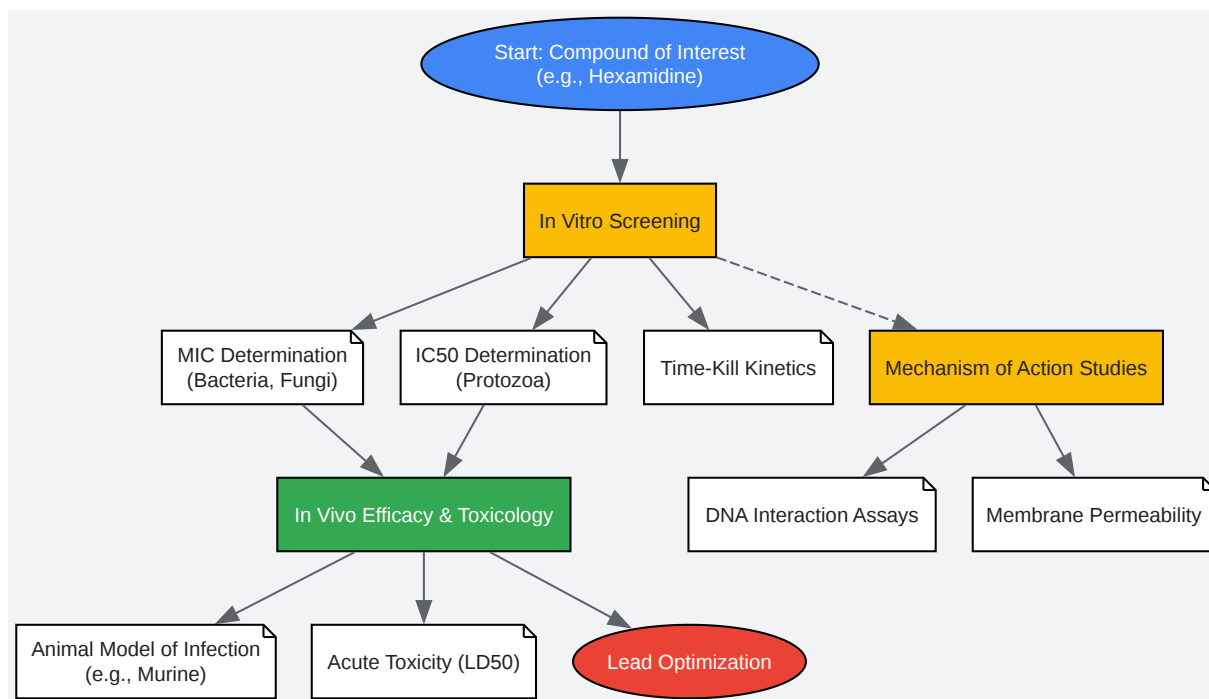 Start: Compound of Interest
(e.g., Hexamidine)
In Vitro Screening
MIC Determination
(Bacteria, Fungi)
IC50 Determination
(Protozoa)
Time-Kill Kinetics
Mechanism of Action Studies
In Vivo Efficacy & Toxicology
DNA Interaction Assays
Membrane Permeability
Animal Model of Infection
(e.g., Murine)
Acute Toxicity (LD50)
Lead Optimization